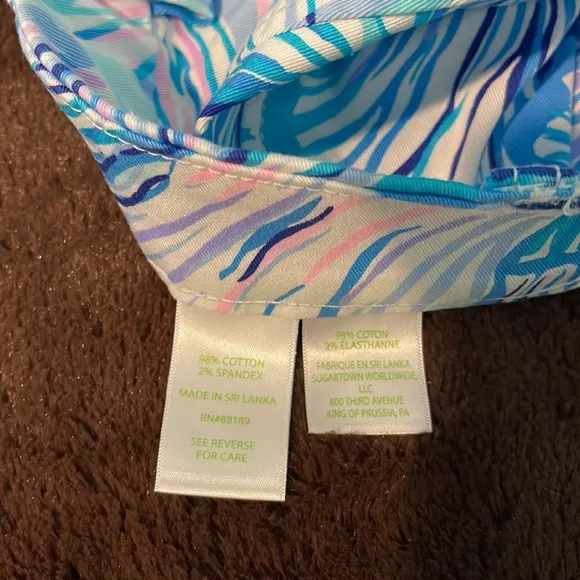 98% COTTON
2% SPANDEX
MADE IN SRI LANKA
RN#88189
SEE REVERSE
FOR CARE
98% COTON
2% ÉLASTHANNE
FABRIQUE EN SRI LANKA
SUGARTOWN WORLDWIDE,
LLC
800 THIRD AVENUE
KING OF PRUSSIA, PA